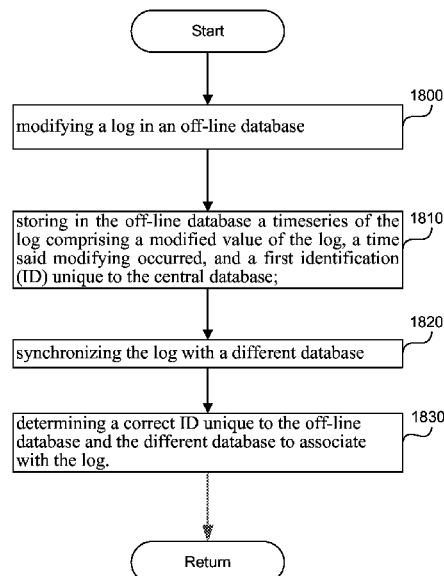 Start
1800
modifying a log in an off-line database
storing in the off-line database a timeseries of the
log comprising a modified value of the log, a time
said modifying occurred, and a first identification
(ID) unique to the central database;
1810
1820
synchronizing the log with a different database
determining a correct ID unique to the off-line
database and the different database to associate
with the log.
1830
Return